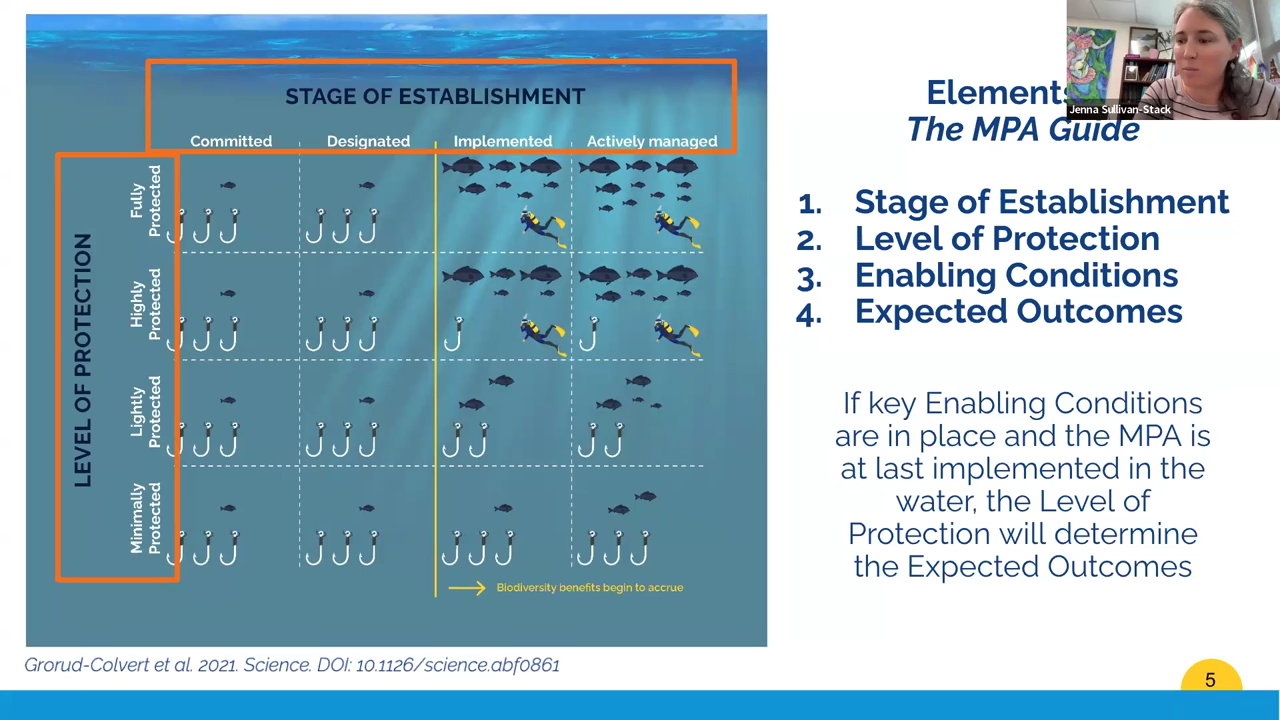 STAGE OF ESTABLISHMENT
Committed
Designated
Implemented
Actively managed
LEVEL OF PROTECTION
Fully
Protected
Highly
Protected
Lightly
Protected
Minimally
Protected
Biodiversity benefits begin to accrue
Grorud-Colvert et al. 2021. Science. DOI: 10.1126/science.abf0861
Elements
The MPA Guide
1. Stage of Establishment
2. Level of Protection
3. Enabling Conditions
4. Expected Outcomes
If key Enabling Conditions
are in place and the MPA is
at last implemented in the
water, the Level of
Protection will determine
the Expected Outcomes
Jenna Sullivan-Stack
5